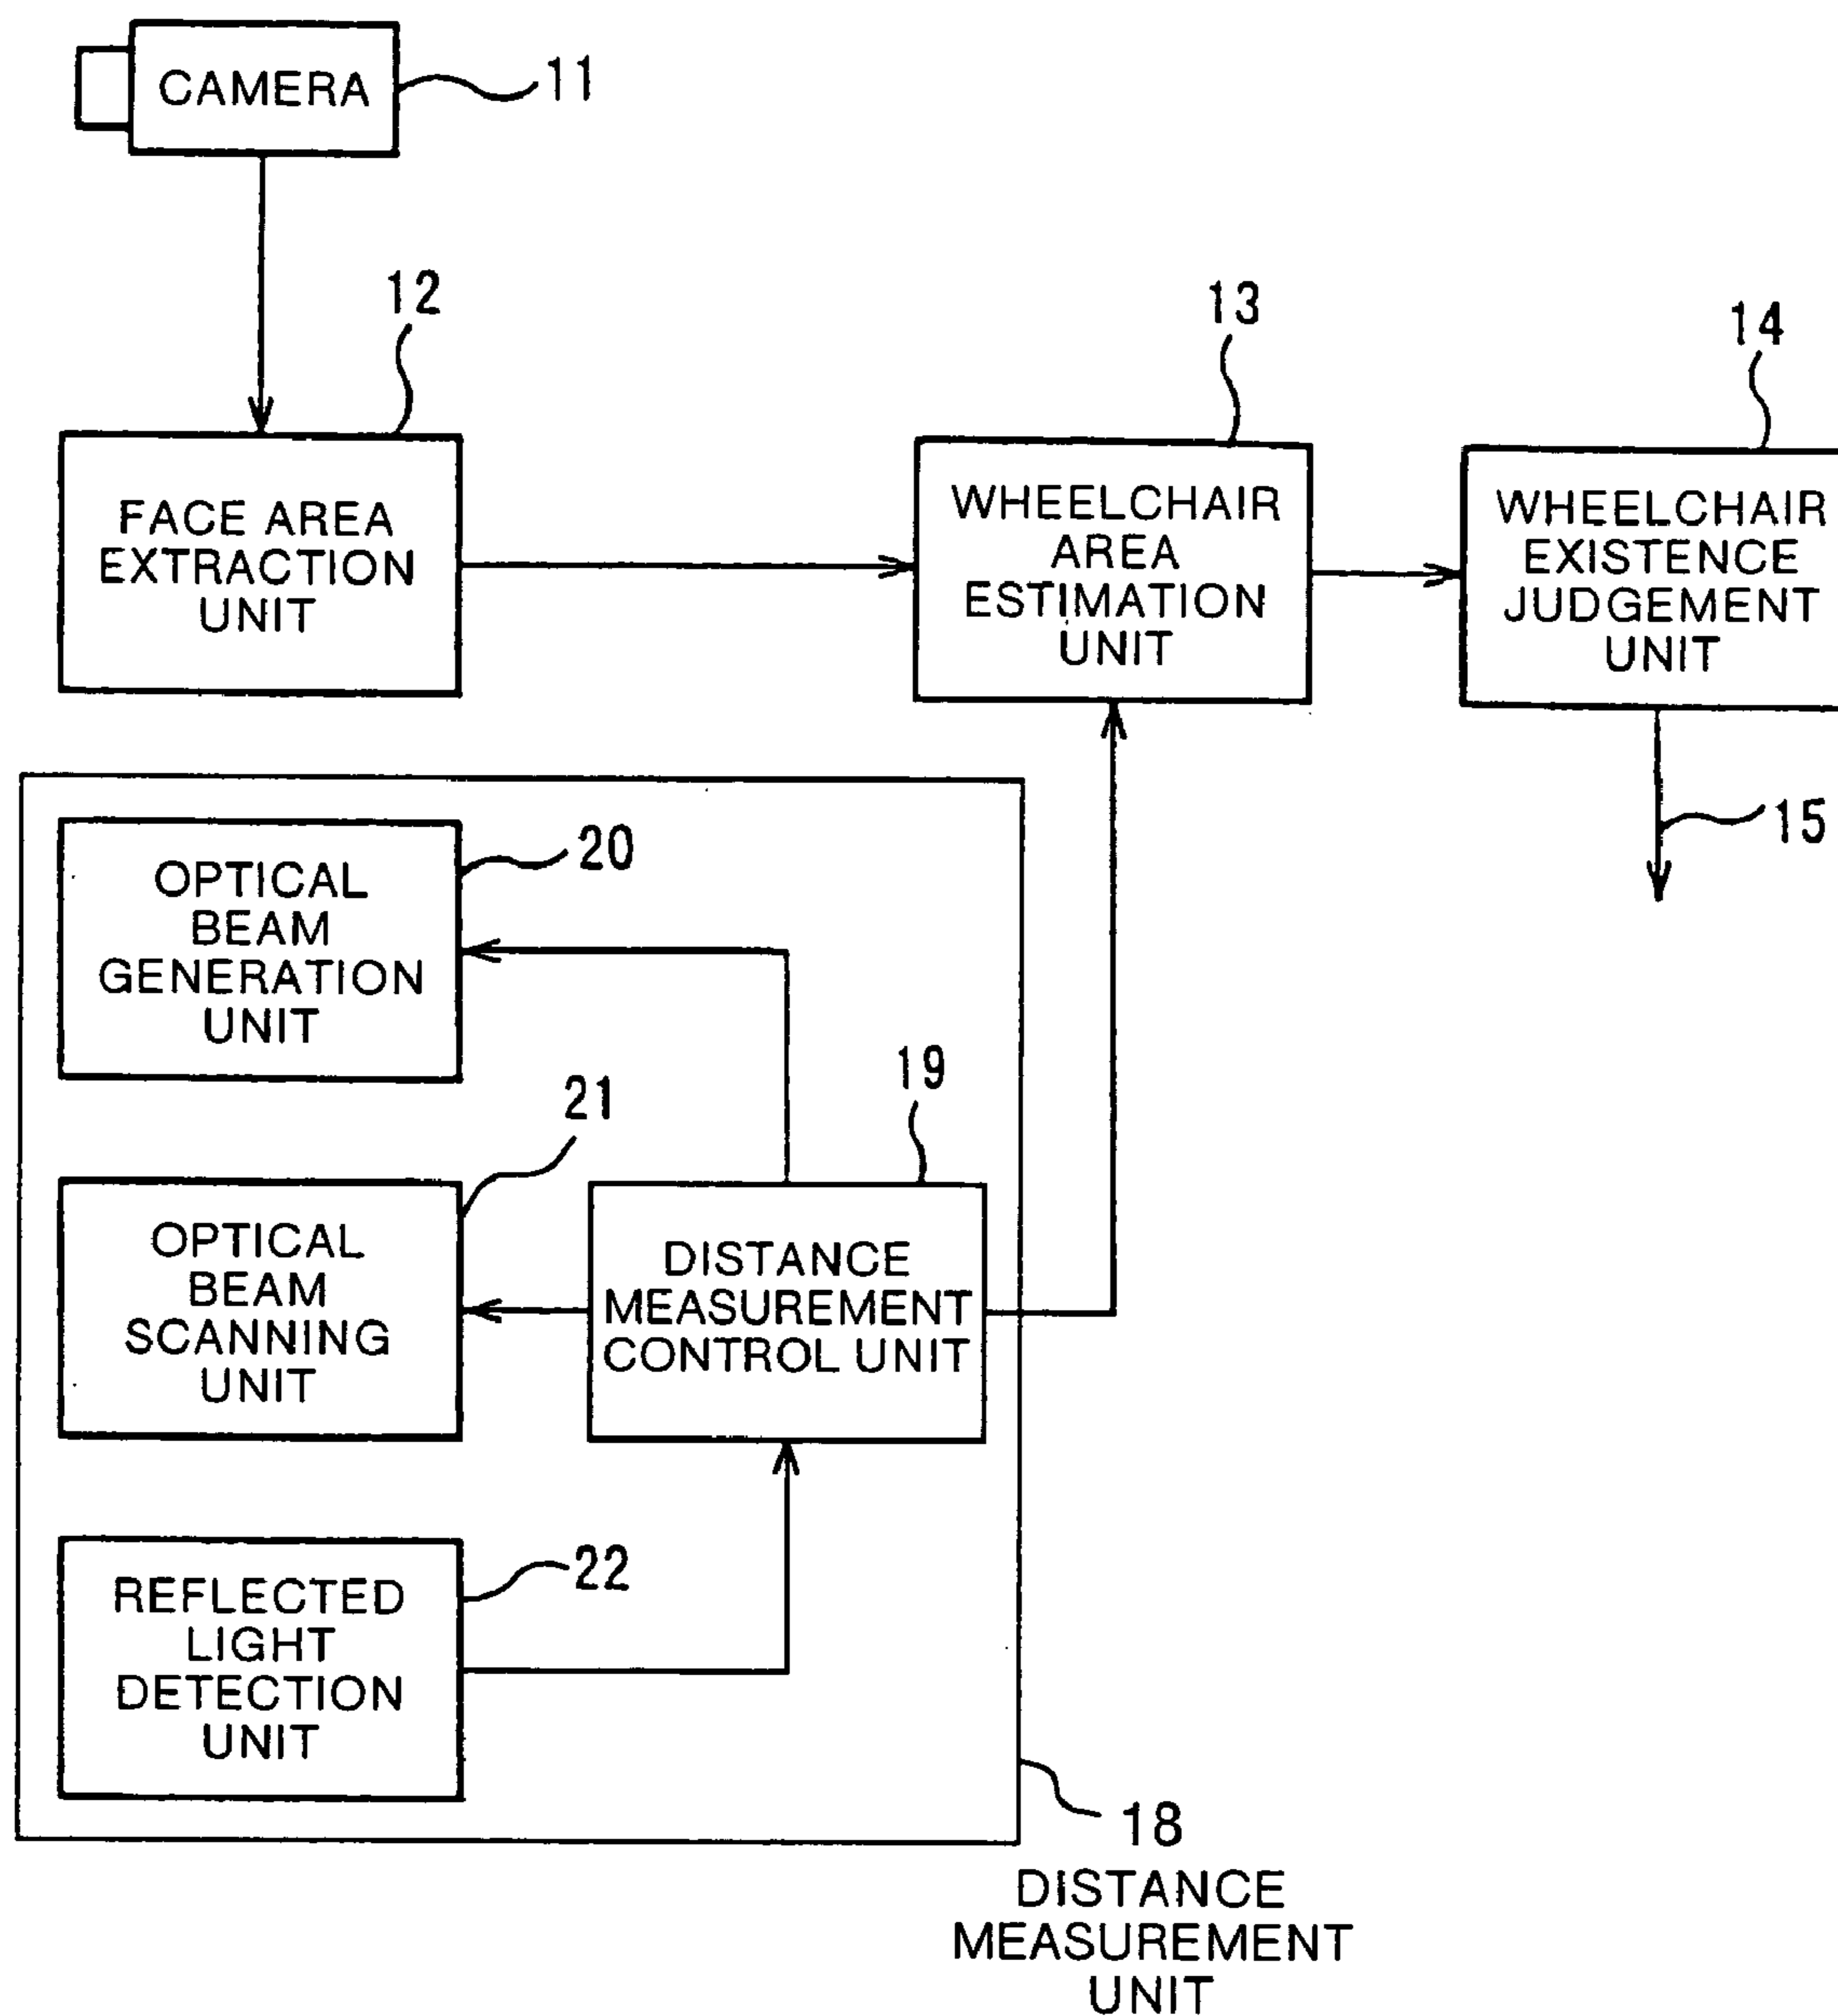 CAMERA
11
12
FACE AREA
EXTRACTION
UNIT
13
WHEELCHAIR
AREA
ESTIMATION
UNIT
14
WHEELCHAIR
EXISTENCE
JUDGEMENT
UNIT
15
20
OPTICAL
BEAM
GENERATION
UNIT
21
OPTICAL
BEAM
SCANNING
UNIT
19
DISTANCE
MEASUREMENT
CONTROL UNIT
22
REFLECTED
LIGHT
DETECTION
UNIT
18
DISTANCE
MEASUREMENT
UNIT